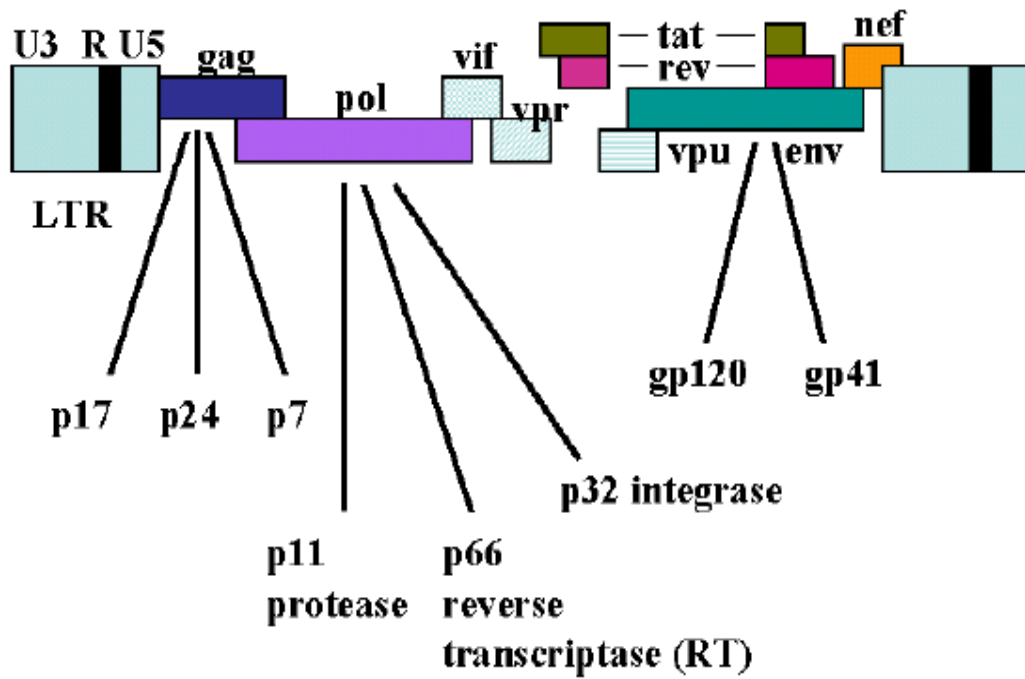 U3 R U5
gag
pol
vif
vpr
tat
rev
nef
vpu
env
LTR
p17
p24
p7
gp120
gp41
p32 integrase
p11
protease
p66
reverse
transcriptase (RT)